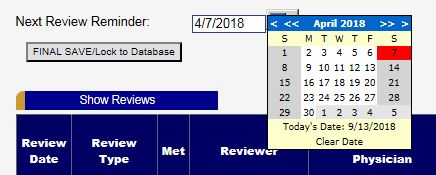 Next Review Reminder: 4/7/2018
< << April 2018 >> >
S M T W T F S
1 2 3 4 5 6 7
8 9 10 11 12 13 14
15 16 17 18 19 20 21
22 23 24 25 26 27 28
29 30 1 2 3 4 5
Today's Date: 9/13/2018
Clear Date
FINAL SAVE/Lock to Database
Show Reviews
Review Date
Review Type
Met
Reviewer
Physician